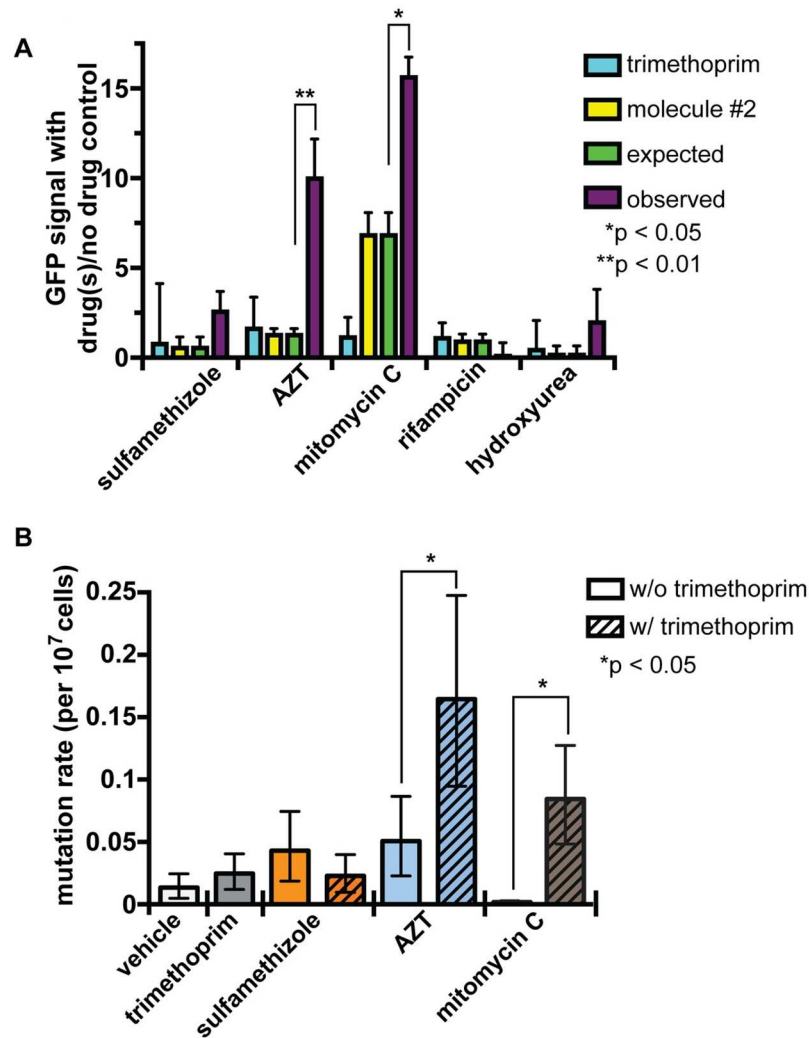 A
GFP signal with
drug(s)/no drug control
15
10
5
0
**
*
trimethoprim
molecule #2
expected
observed
*p < 0.05
**p < 0.01
sulfamethizole
AZT
mitomycin C
rifampicin
hydroxyurea
B
mutation rate (per 10⁷ cells)
0.25
0.2
0.15
0.1
0.05
0
*
*
w/o trimethoprim
w/ trimethoprim
*p < 0.05
vehicle
trimethoprim
sulfamethizole
AZT
mitomycin C